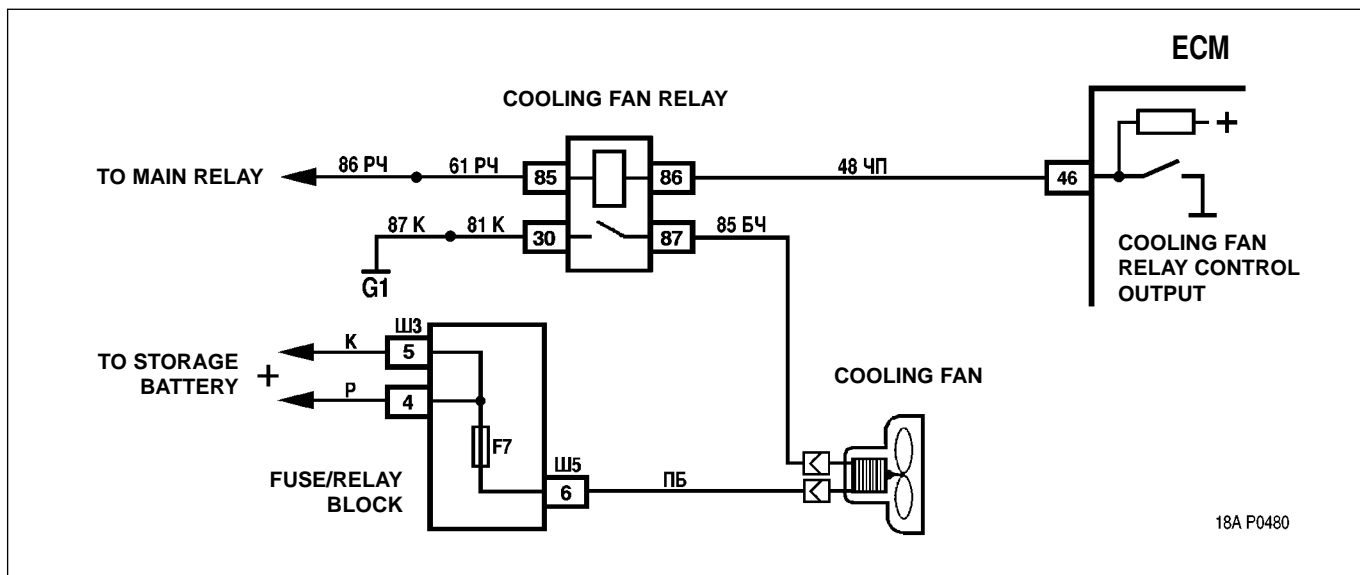 ECM
COOLING FAN RELAY
TO MAIN RELAY
86 РЧ
61 РЧ
85
86
48 ЧП
46
+
87 К
81 К
30
87
85 БЧ
G1
COOLING FAN
RELAY CONTROL
OUTPUT
TO STORAGE
BATTERY
+
К
Ш3
5
Р
4
F7
FUSE/RELAY
BLOCK
Ш5
6
ПБ
COOLING FAN
18A P0480